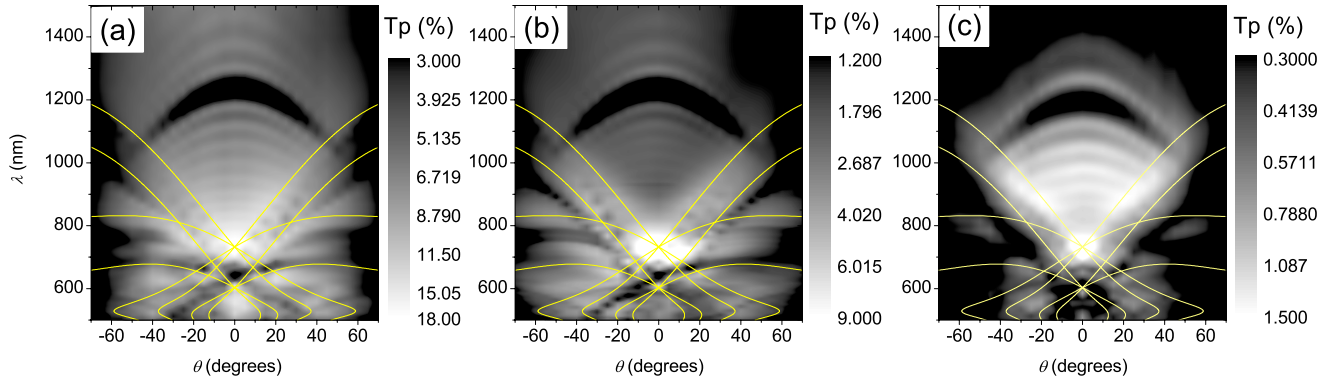 (a)
Tp (%)
1400
1200
1000
800
600
λ (nm)
-60 -40 -20 0 20 40 60
θ (degrees)
3.000
3.925
5.135
6.719
8.790
11.50
15.05
18.00
(b)
Tp (%)
1400
1200
1000
800
600
-60 -40 -20 0 20 40 60
θ (degrees)
1.200
1.796
2.687
4.020
6.015
9.000
(c)
Tp (%)
1400
1200
1000
800
600
-60 -40 -20 0 20 40 60
θ (degrees)
0.3000
0.4139
0.5711
0.7880
1.087
1.500